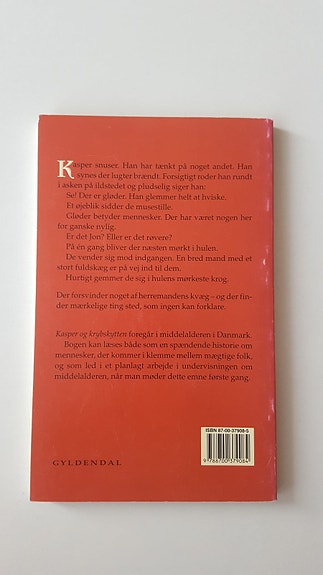 Kasper snuser. Han har tænkt på noget andet. Han
synes der lugter brændt. Forsigtigt roder han rundt
i asken på ildstedet og pludselig siger han:
Se! Der er gløder. Han glemmer helt at hviske.
Et øjeblik sidder de musestille.
Gløder betyder mennesker. Der har været nogen her
for ganske nylig.
Er det Jon? Eller er det røvere?
På én gang bliver der næsten mørkt i hulen.
De vender sig mod indgangen. En bred mand med et
stort fuldskæg er på vej ind til dem.
Hurtigt gemmer de sig i hulens mørkeste krog.
Der forsvinder noget af herremandens kvæg – og der fin-
der mærkelige ting sted, som ingen kan forklare.
Kasper og krybskytten foregår i middelalderen i Danmark.
Bogen kan læses både som en spændende historie om
mennesker, der kommer i klemme mellem mægtige folk,
og som led i et planlagt arbejde i undervisningen om
middelalderen, når man møder dette emne første gang.
ISBN 87-00-37908-5
9 788700 379084
GYLDENDAL